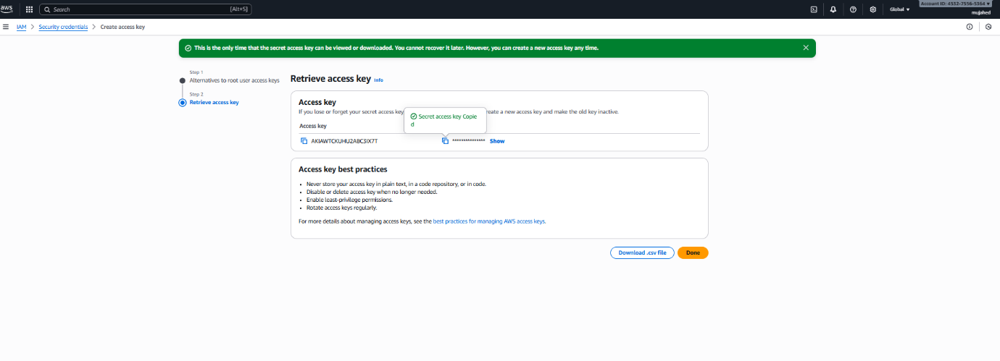 aws
Search
[Alt+S]
Global
Account ID: 4532-7556-5364
mujahed
IAM > Security credentials > Create access key
This is the only time that the secret access key can be viewed or downloaded. You cannot recover it later. However, you can create a new access key any time.
Step 1
Alternatives to root user access keys
Step 2
Retrieve access key
Retrieve access key Info
Access key
If you lose or forget your secret access key
reate a new access key and make the old key inactive.
Secret access key Copie
d
Access key
AKIAWTCKUHU2ABC3IX7T
*************** Show
Access key best practices
• Never store your access key in plain text, in a code repository, or in code.
• Disable or delete access key when no longer needed.
• Enable least-privilege permissions.
• Rotate access keys regularly.
For more details about managing access keys, see the best practices for managing AWS access keys.
Download .csv file
Done